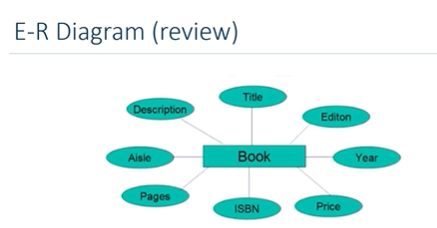 E-R Diagram (review)
Title
Description
Editon
Aisle
Book
Year
Pages
ISBN
Price